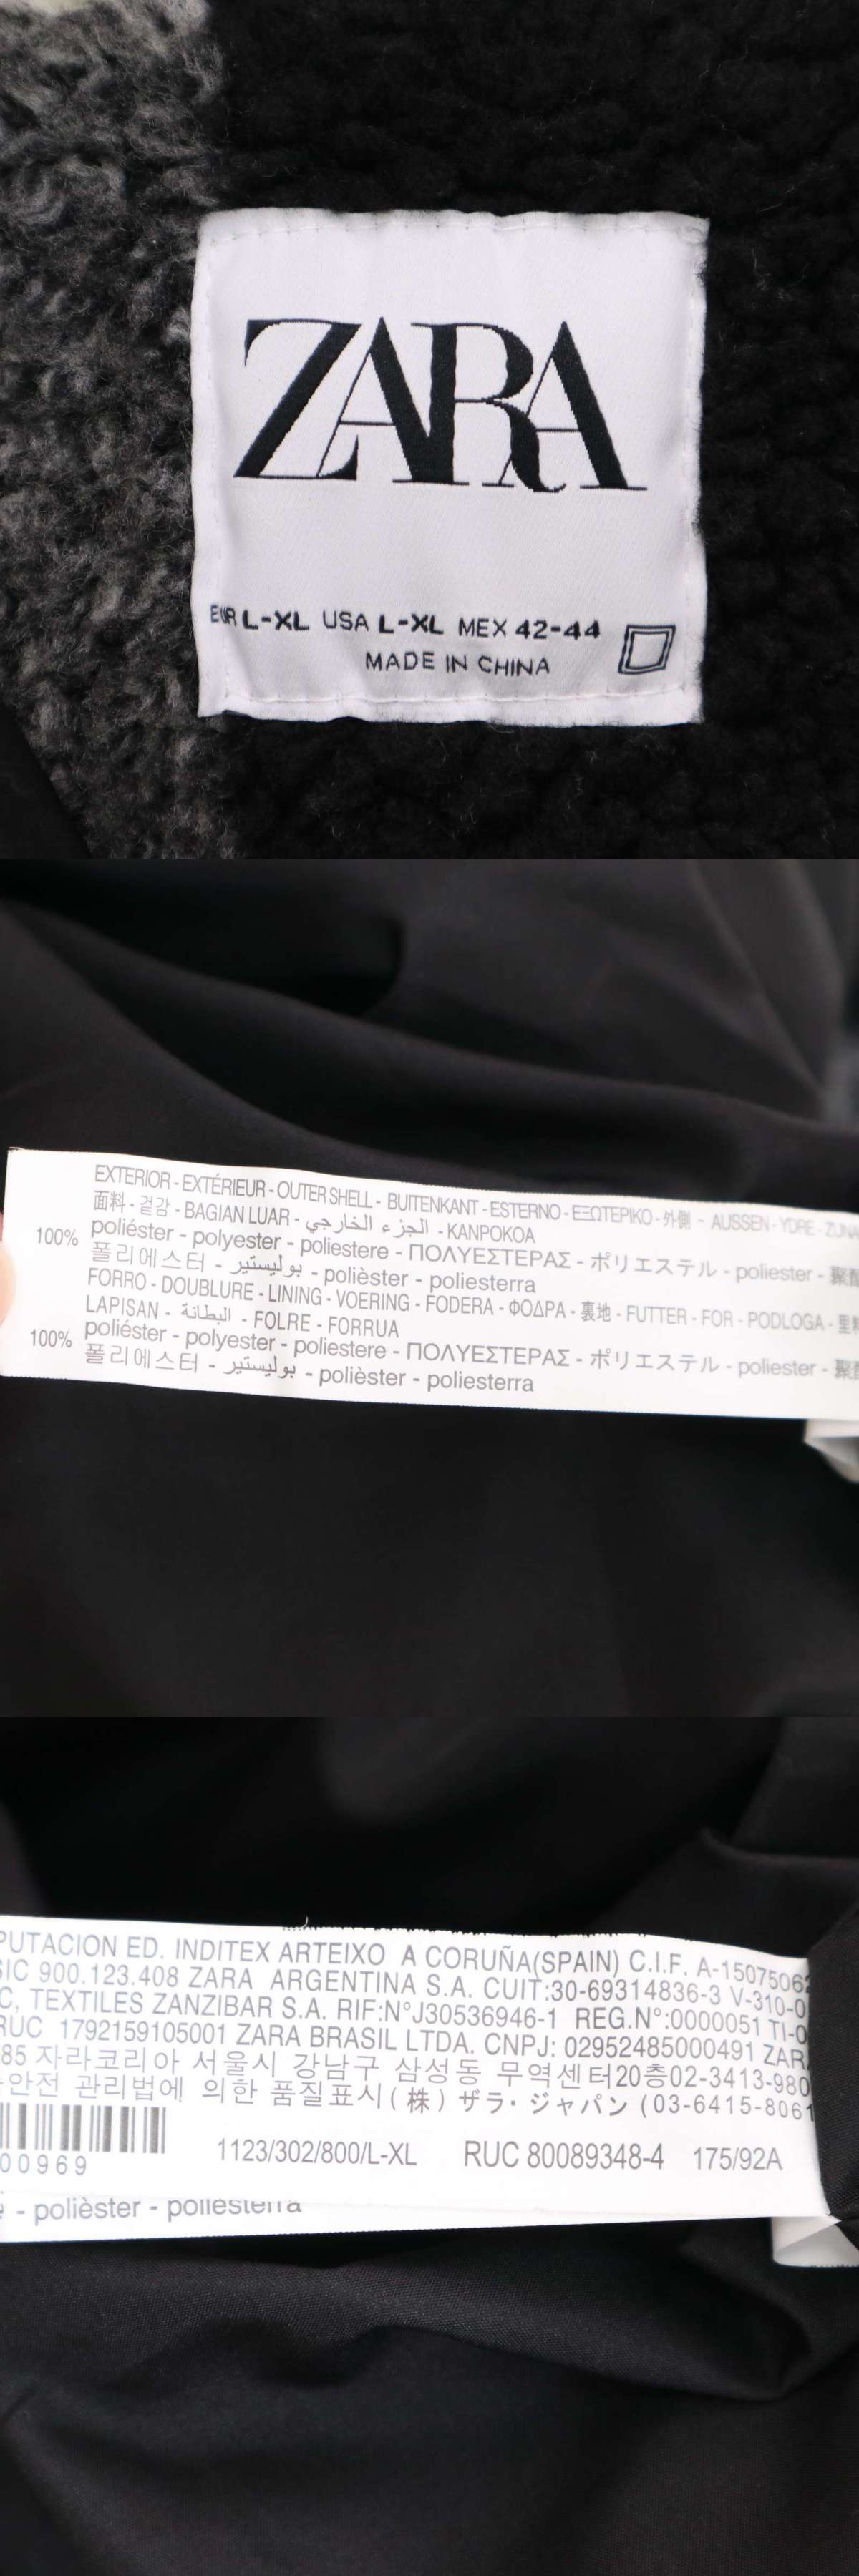 ZARA
EUR L-XL USA L-XL MEX 42-44
MADE IN CHINA
EXTERIOR - EXTÉRIEUR - OUTER SHELL - BUITENKANT - ESTERNO - ΕΞΩΤΕΡΙΚΟ - 外側 - AUSSEN - YDRE - ZUNA
面料 - 겉감 - BAGIAN LUAR - الجزء الخارجي - KANPOKOA
100% poliéster - polyester - poliestere - ΠΟΛΥΕΣΤΕΡΑΣ - ポリエステル - poliester - 聚酯
폴리에스터 - بوليستير - polièster - poliesterra
FORRO - DOUBLURE - LINING - VOERING - FODERA - ΦΟΔΡΑ - 裏地 - FUTTER - FOR - PODLOGA - 里料
LAPISAN - البطانة - FOLRE - FORRUA
100% poliéster - polyester - poliestere - ΠΟΛΥΕΣΤΕΡΑΣ - ポリエステル - poliester - 聚酯
폴리에스터 - بوليستير - polièster - poliesterra
PUTACION ED. INDITEX ARTEIXO A CORUÑA(SPAIN) C.I.F. A-15075062
SIC 900.123.408 ZARA ARGENTINA S.A. CUIT:30-69314836-3 V-310-0
C, TEXTILES ZANZIBAR S.A. RIF:N°J30536946-1 REG.N°:0000051 TI-0
RUC 1792159105001 ZARA BRASIL LTDA. CNPJ: 02952485000491 ZAR
85 자라코리아 서울시 강남구 삼성동 무역센터20층02-3413-980
안전 관리법에 의한 품질표시(株) ザラ・ジャパン (03-6415-8061
00969 1123/302/800/L-XL RUC 80089348-4 175/92A
- polièster - poliesterra